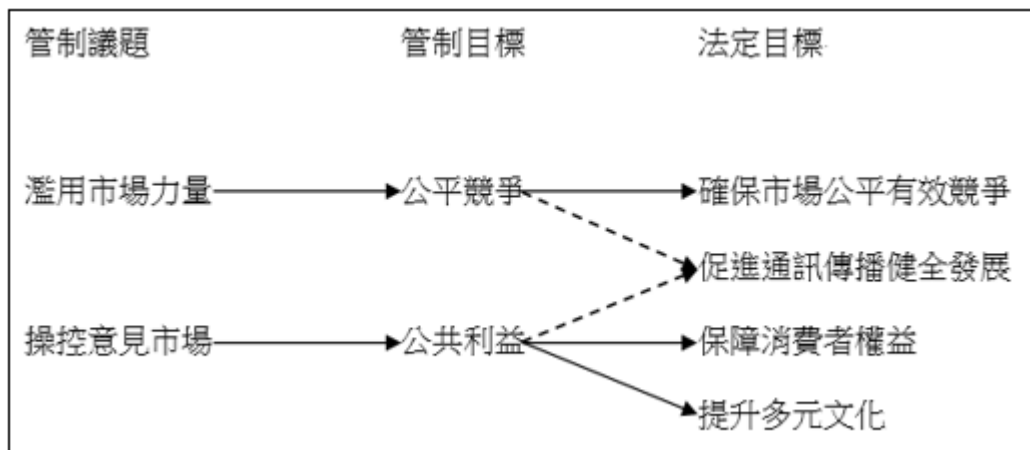 管制議題 管制目標 法定目標
濫用市場力量 公平競爭 確保市場公平有效競爭
促進通訊傳播健全發展
操控意見市場 公共利益 保障消費者權益
提升多元文化